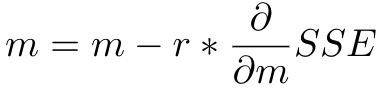 m = m − r ∗ ∂/∂m SSE